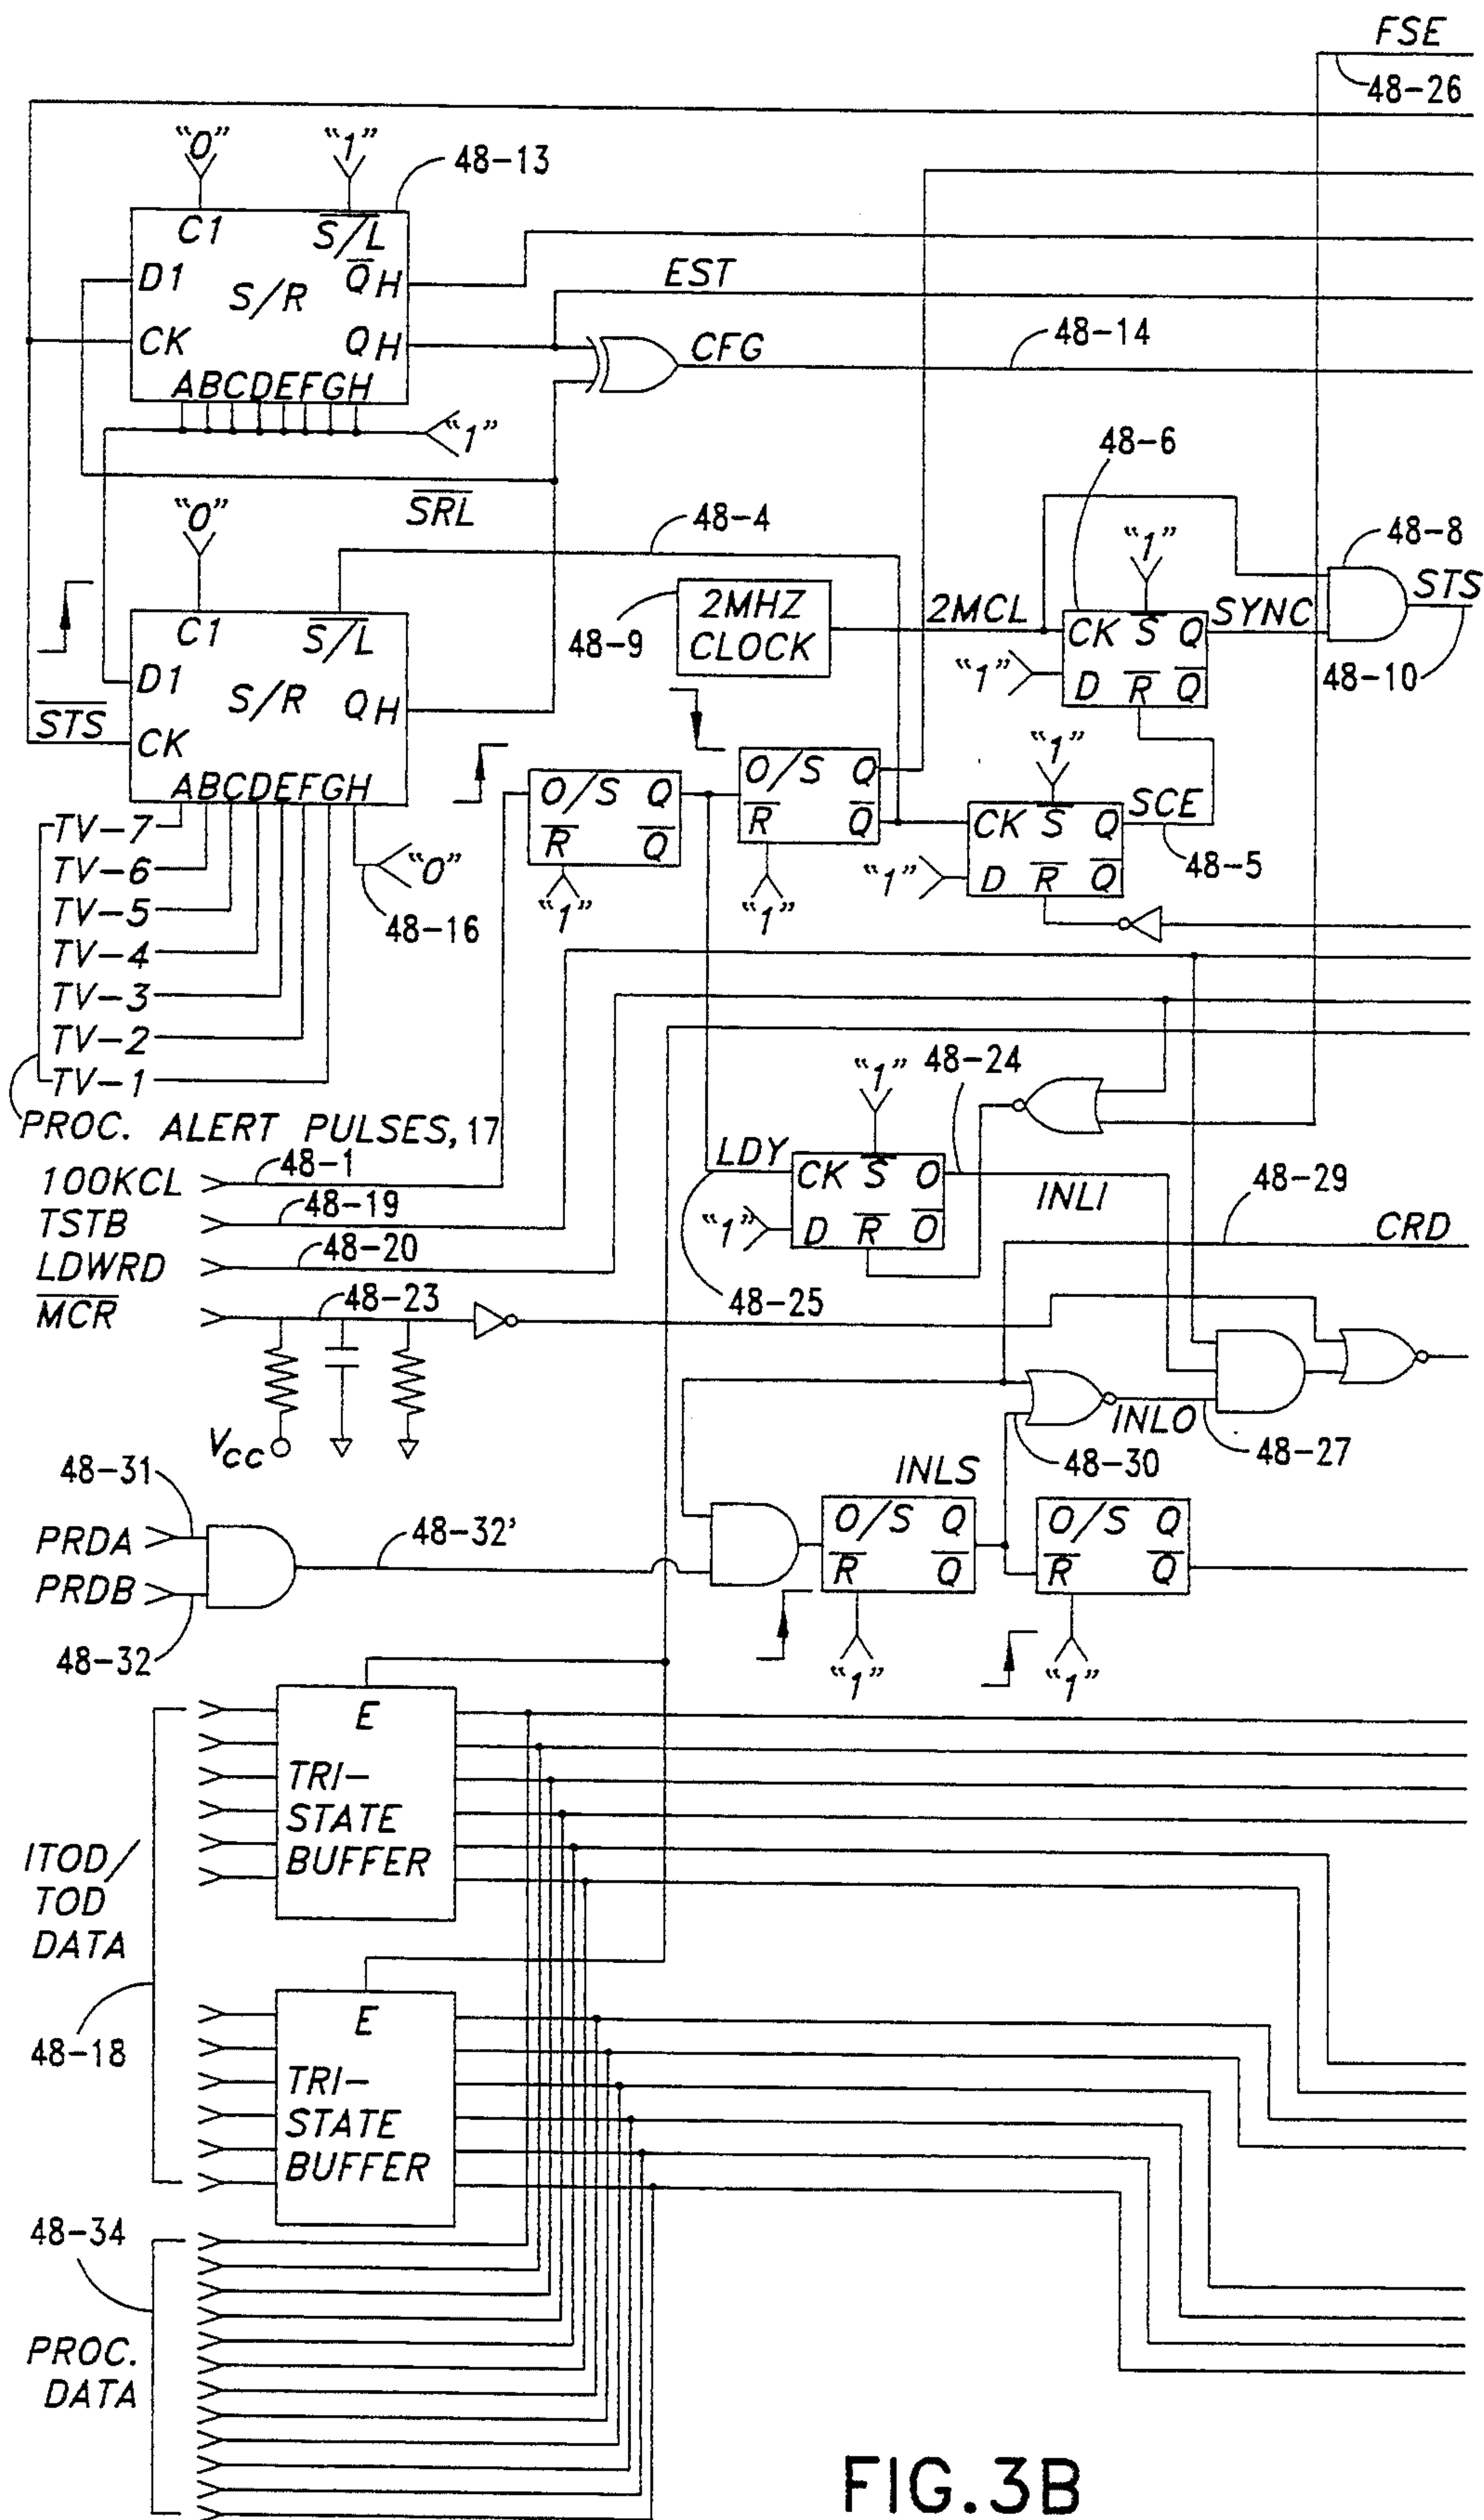 FSE
48-26
"0"
"1"
48-13
C1
S/L
D1
S/R
Q H
CK
Q H
ABCDEFGH
EST
CFG
48-14
"1"
SRL
"0"
48-4
48-6
"1"
48-8
STS
C1
S/L
48-9
2MHZ
CLOCK
2MCL
CK S Q
SYNC
"1"
D R Q
48-10
D1
S/R
Q H
STS
CK
ABCDEFGH
O/S Q
R Q
"1"
O/S Q
R Q
"1"
"1"
CK S Q
SCE
"1"
D R Q
48-5
TV-7
TV-6
"0"
TV-5
48-16
TV-4
TV-3
TV-2
TV-1
PROC. ALERT PULSES, 17
"1"
48-24
LDY
CK S O
INLI
"1"
D R O
48-25
100KCL
48-1
TSTB
48-19
LDWRD
48-20
MCR
48-23
48-29
CRD
VCC
INLO
48-27
48-30
48-31
PRDA
48-32'
PRDB
48-32
INLS
O/S Q
R Q
"1"
O/S Q
R Q
"1"
E
TRI-
STATE
BUFFER
ITOD/
TOD
DATA
48-18
E
TRI-
STATE
BUFFER
48-34
PROC.
DATA
FIG.3B